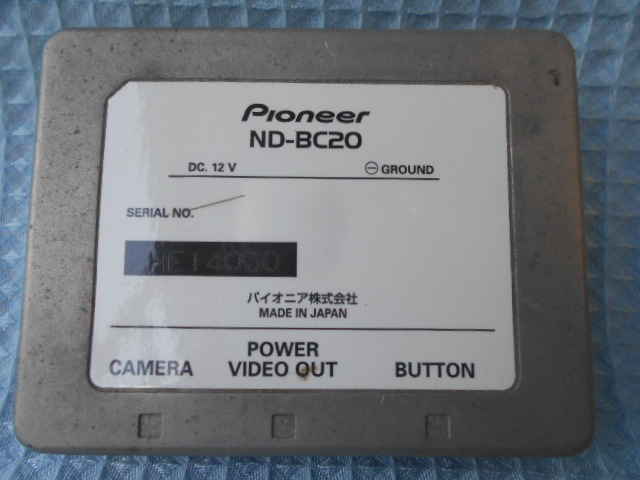 Pioneer
ND-BC20
DC. 12 V
⊖ GROUND
SERIAL NO.
パイオニア株式会社
MADE IN JAPAN
CAMERA
POWER
VIDEO OUT
BUTTON